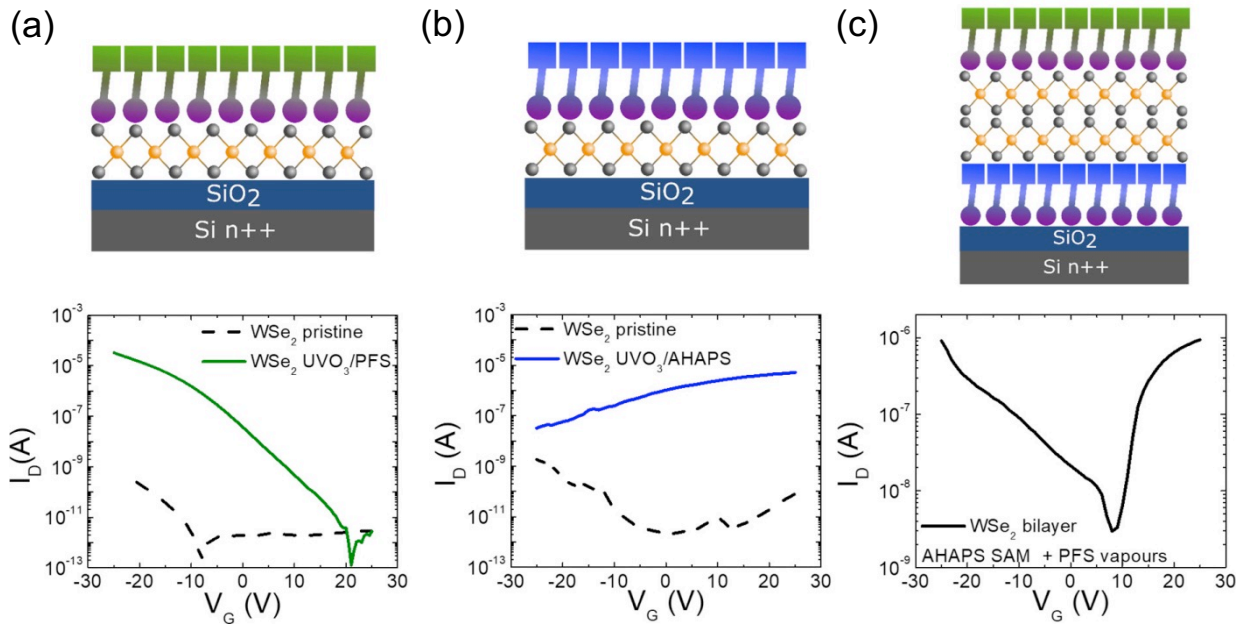 (a)
(b)
(c)
SiO2
Si n++
SiO2
Si n++
SiO2
Si n++
10^-3
10^-5
10^-7
10^-9
10^-11
10^-13
I_D (A)
WSe2 pristine
WSe2 UVO3/PFS
-30 -20 -10 0 10 20 30
V_G (V)
10^-3
10^-5
10^-7
10^-9
10^-11
10^-13
I_D (A)
WSe2 pristine
WSe2 UVO3/AHAPS
-30 -20 -10 0 10 20 30
V_G (V)
10^-6
10^-7
10^-8
10^-9
I_D (A)
WSe2 bilayer
AHAPS SAM + PFS vapours
-30 -20 -10 0 10 20 30
V_G (V)